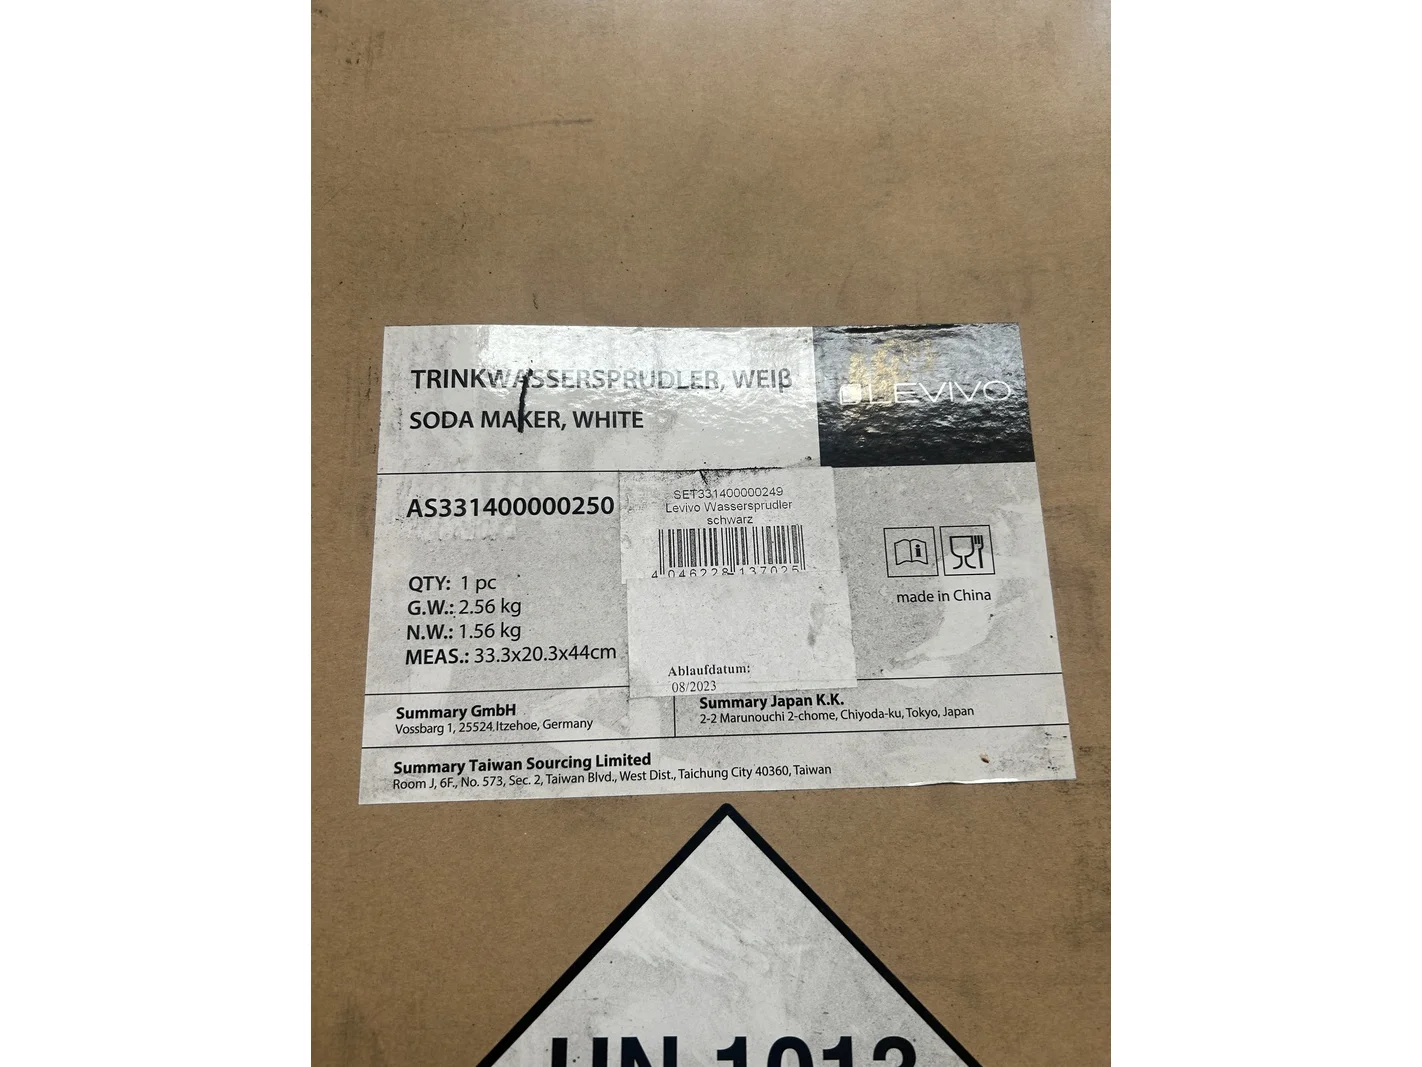 TRINKWASSERSPRUDLER, WEIβ
SODA MAKER, WHITE
LEVIVO
AS331400000250
SET331400000249
Levivo Wassersprudler
schwarz
4 046228 137025
QTY: 1 pc
G.W.: 2.56 kg
N.W.: 1.56 kg
MEAS.: 33.3x20.3x44cm
made in China
Ablaufdatum:
08/2023
Summary GmbH
Vossbarg 1, 25524 Itzehoe, Germany
Summary Japan K.K.
2-2 Marunouchi 2-chome, Chiyoda-ku, Tokyo, Japan
Summary Taiwan Sourcing Limited
Room J, 6F., No. 573, Sec. 2, Taiwan Blvd., West Dist., Taichung City 40360, Taiwan
UN 1013